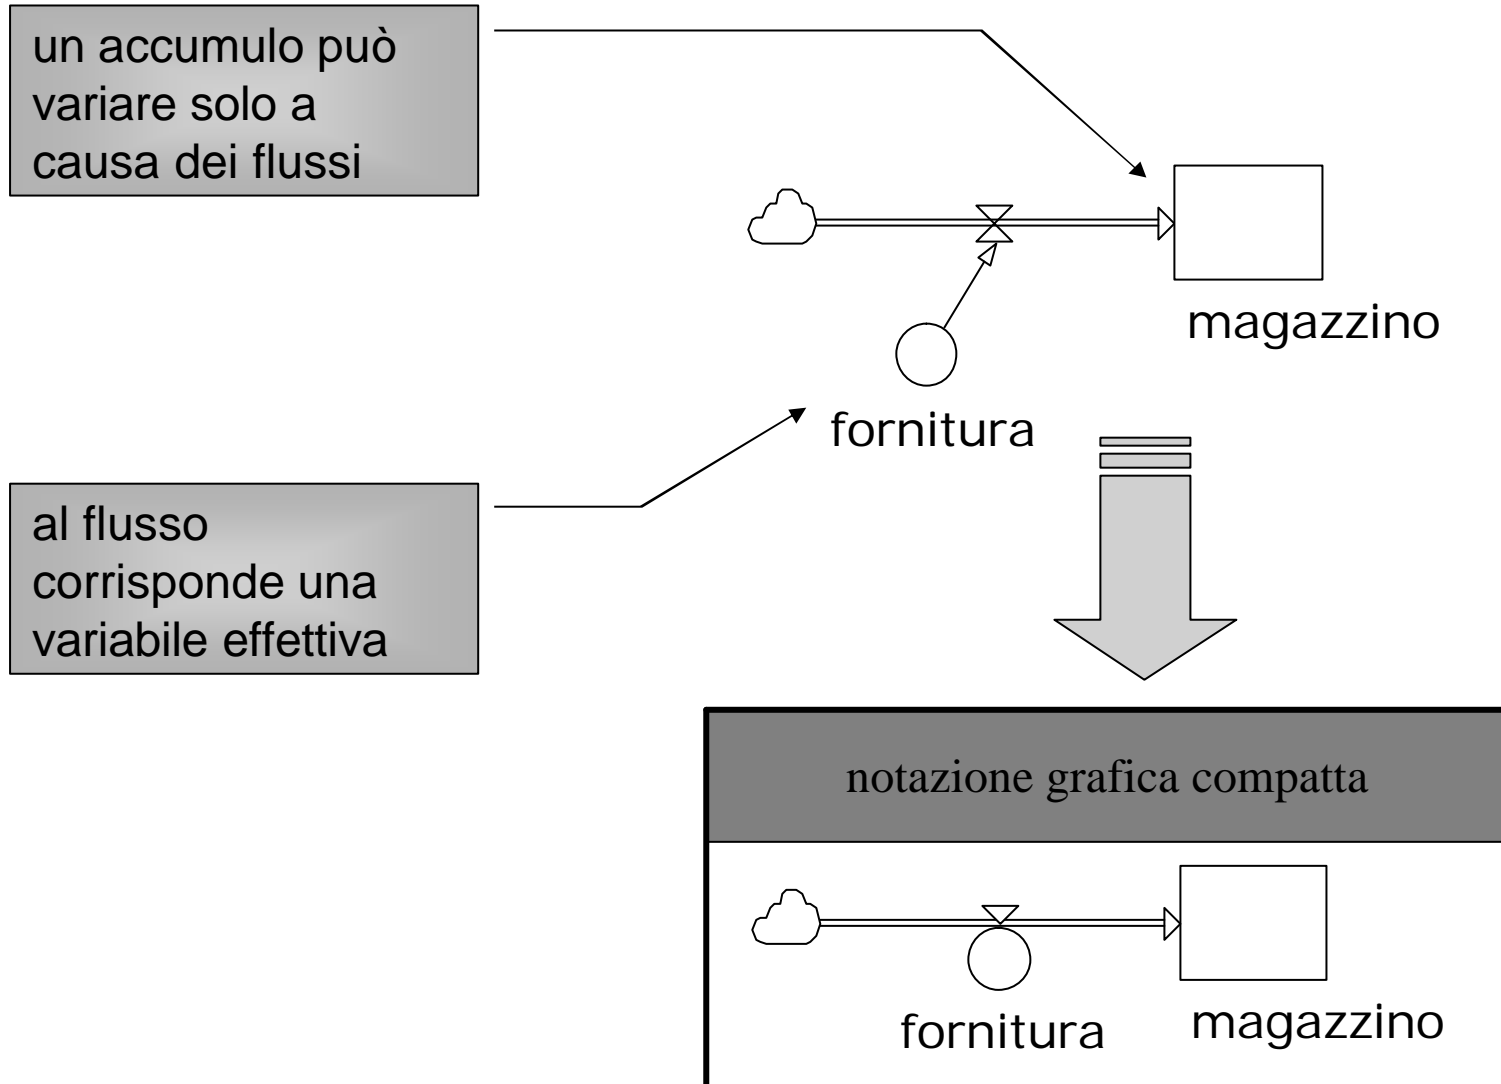 un accumulo può
variare solo a
causa dei flussi
magazzino
fornitura
al flusso
corrisponde una
variabile effettiva
notazione grafica compatta
fornitura
magazzino